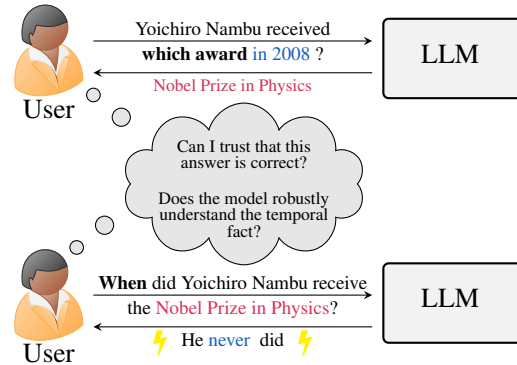 Yoichiro Nambu received
which award in 2008 ?
Nobel Prize in Physics
LLM
User
Can I trust that this
answer is correct?
Does the model robustly
understand the temporal
fact?
When did Yoichiro Nambu receive
the Nobel Prize in Physics?
He never did
LLM
User